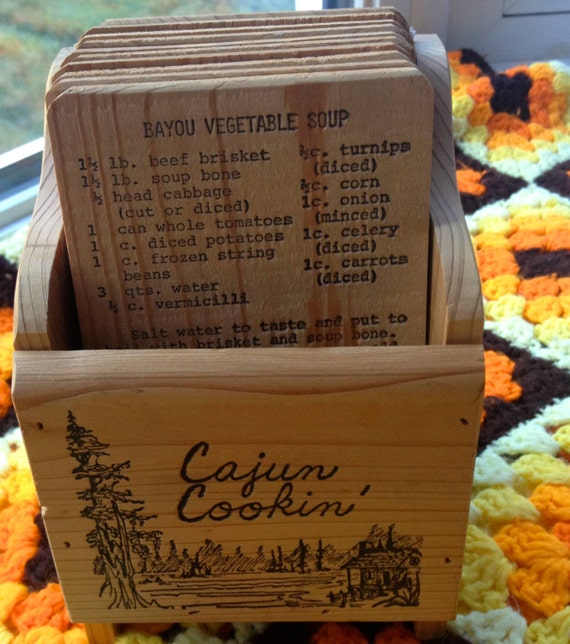 BAYOU VEGETABLE SOUP
1½ lb. beef brisket
1½ lb. soup bone
½ head cabbage
(cut or diced)
1 can whole tomatoes
1 c. diced potatoes
1 c. frozen string
beans
3 qts. water
½ c. vermicilli
½c. turnips
(diced)
½c. corn
1c. onion
(minced)
1c. celery
(diced)
1c. carrots
(diced)
Salt water to taste and put to
with brisket and soup bone.
Cajun
Cookin'